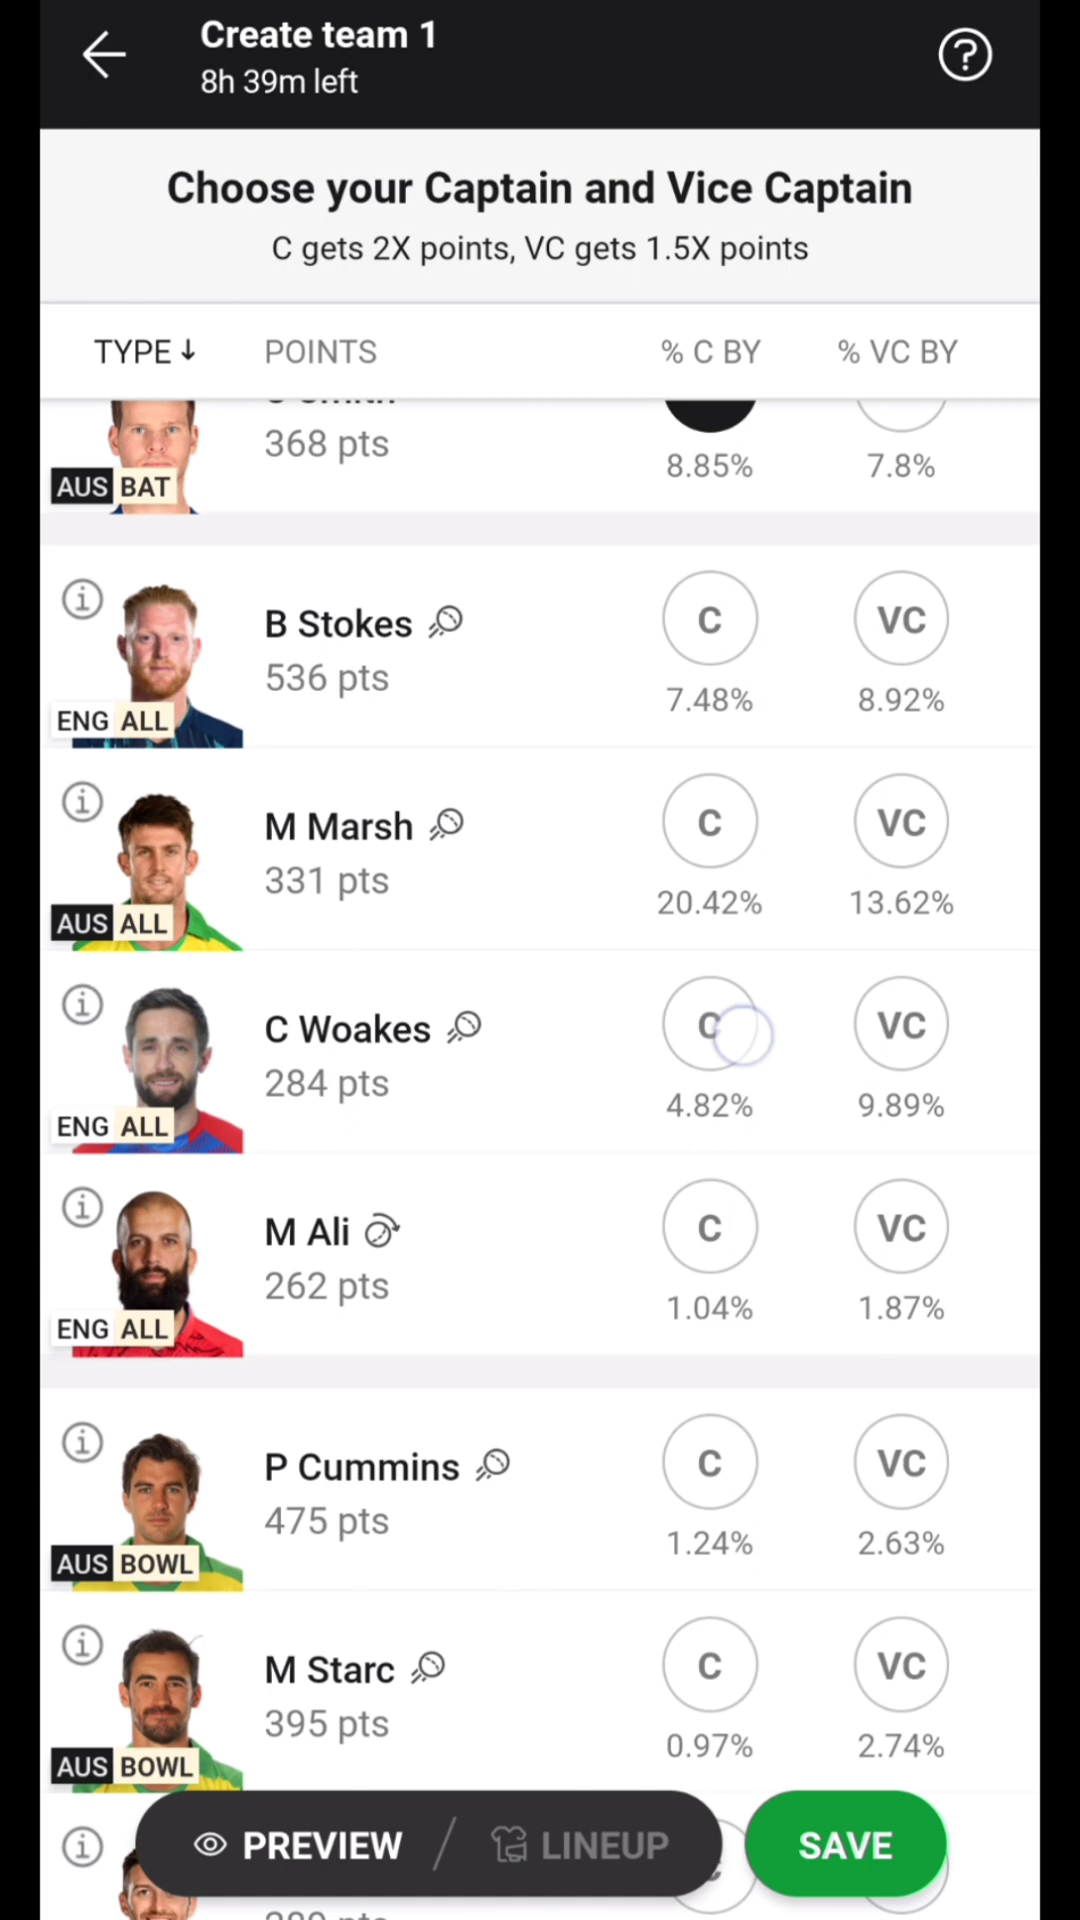 Create team 1
8h 39m left
Choose your Captain and Vice Captain
C gets 2X points, VC gets 1.5X points
TYPE↓ POINTS % C BY % VC BY
368 pts
8.85% 7.8%
AUS BAT
B Stokes C VC
536 pts
7.48% 8.92%
ENG ALL
M Marsh C VC
331 pts
20.42% 13.62%
AUS ALL
C Woakes C VC
284 pts
4.82% 9.89%
ENG ALL
M Ali C VC
262 pts
1.04% 1.87%
ENG ALL
P Cummins C VC
475 pts
1.24% 2.63%
AUS BOWL
M Starc C VC
395 pts
0.97% 2.74%
AUS BOWL
PREVIEW / LINEUP SAVE